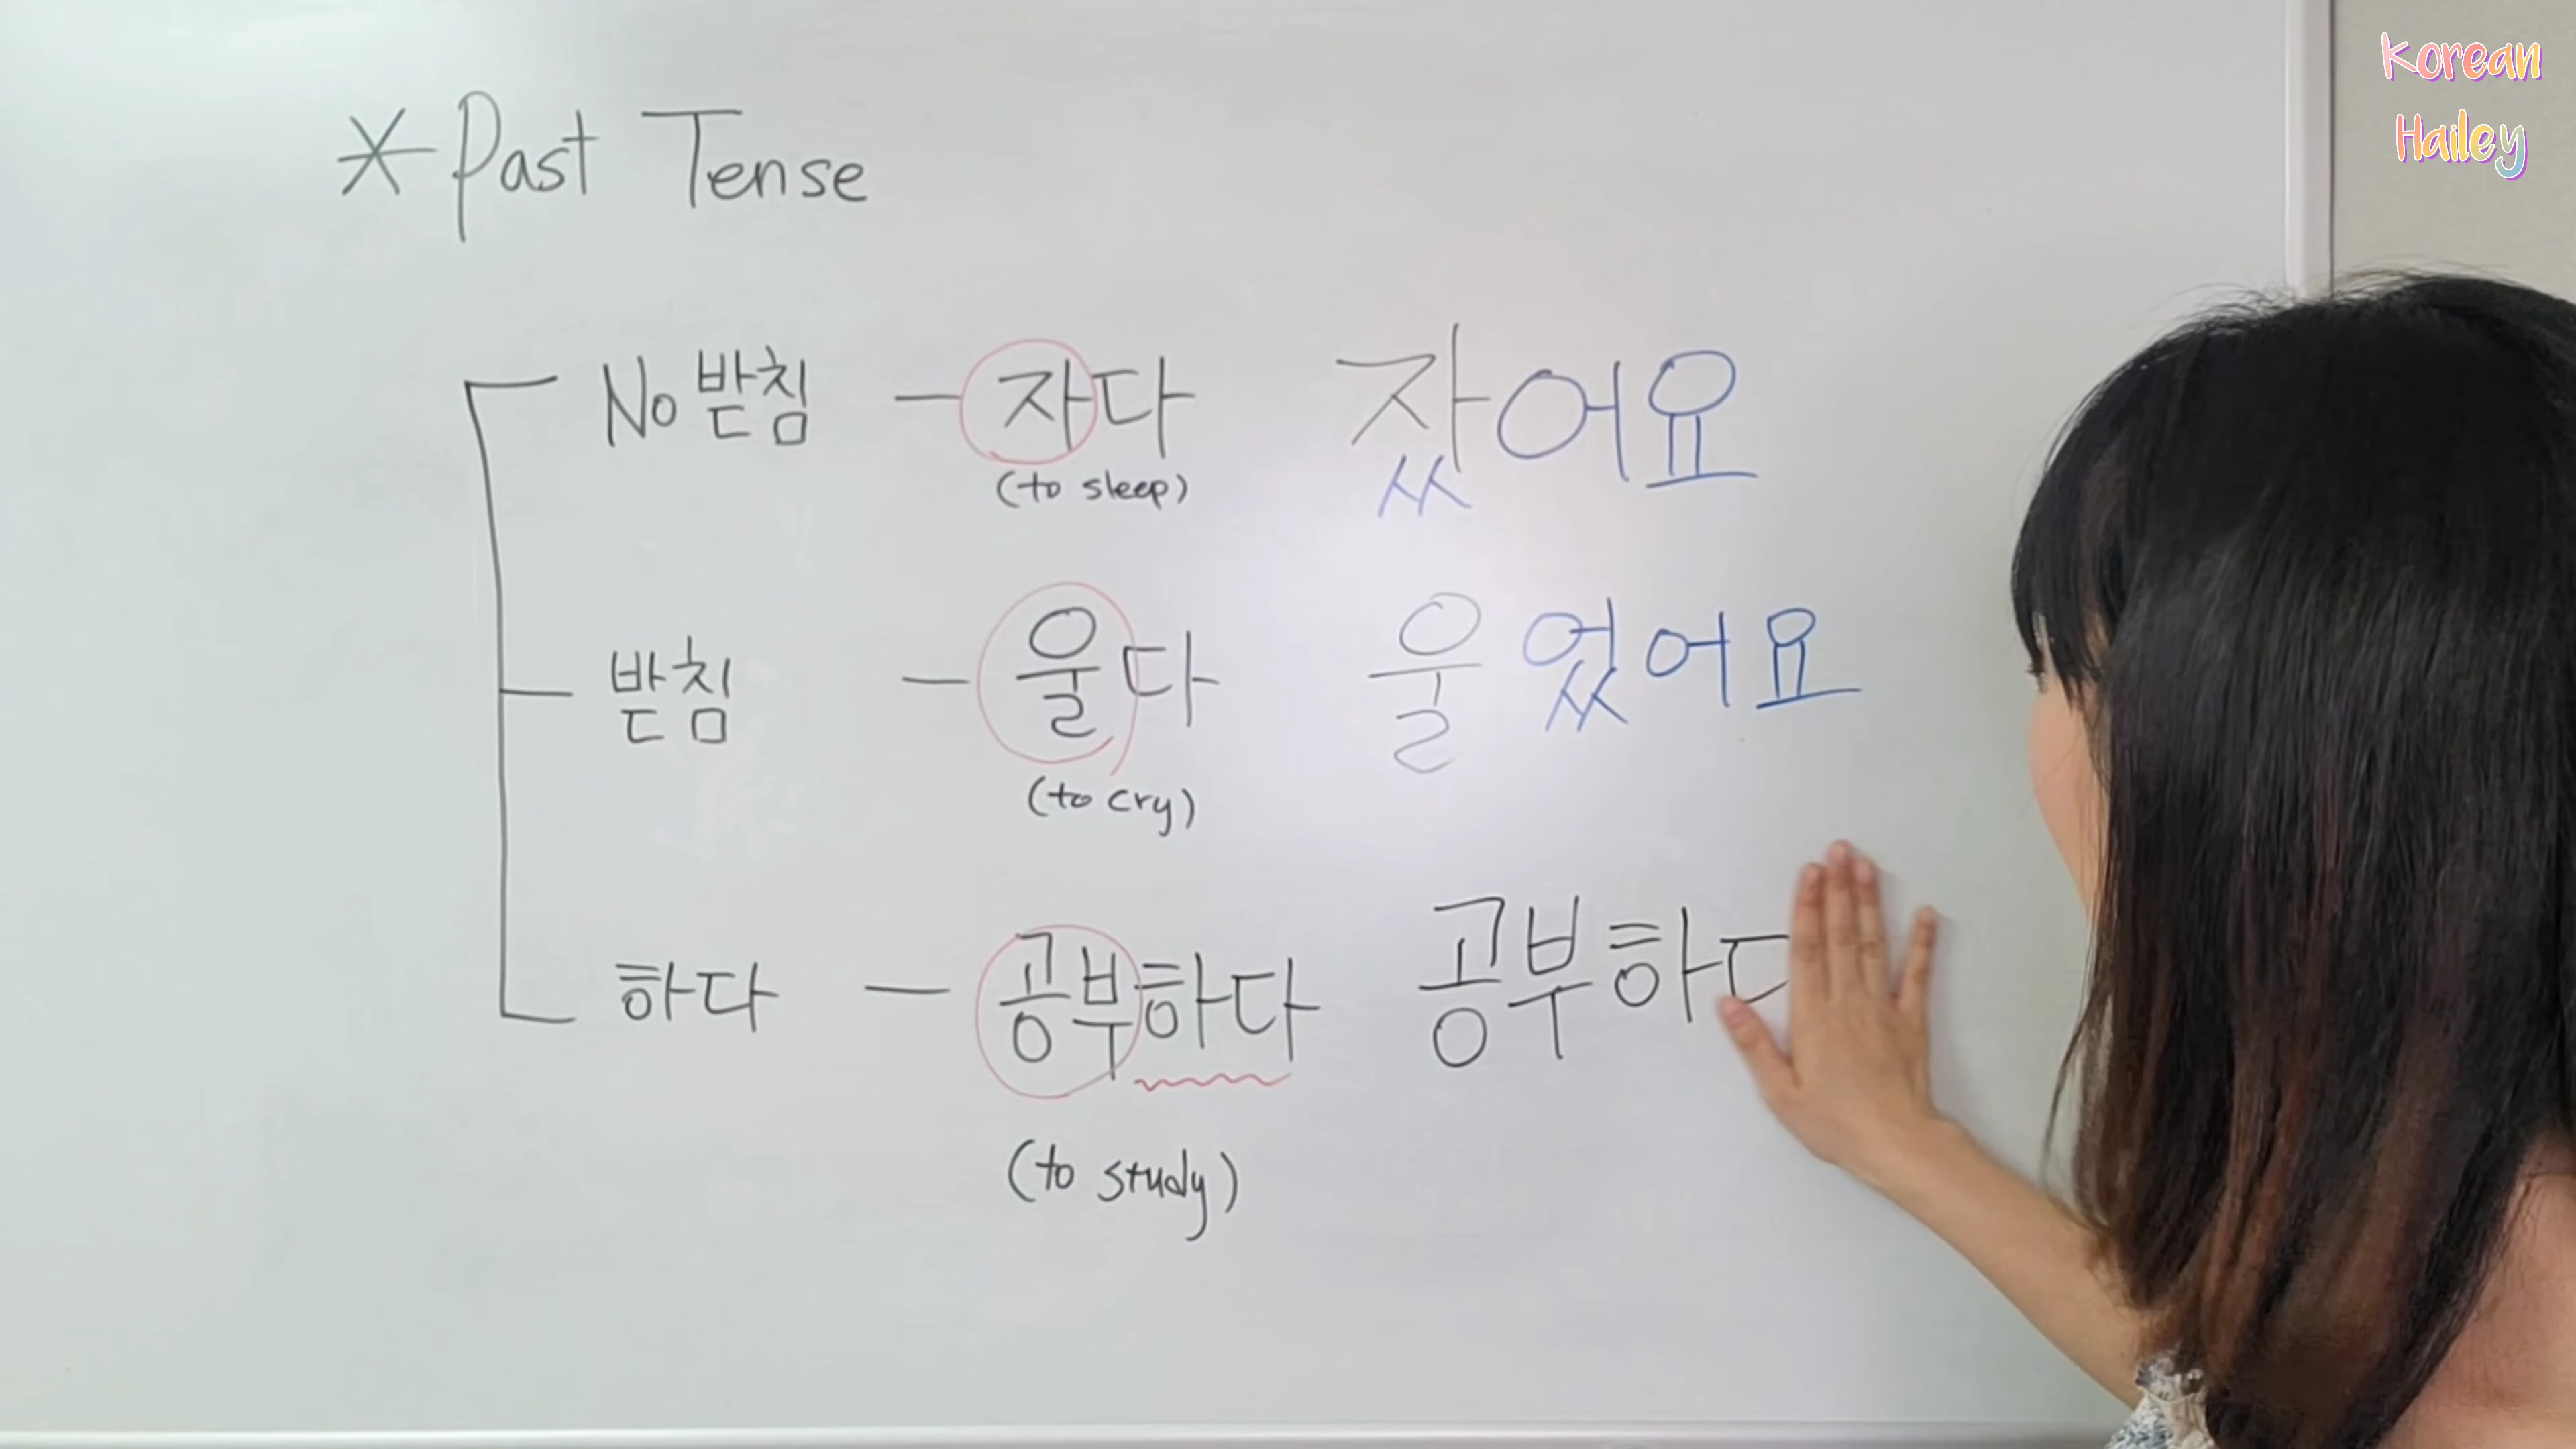 Korean
Hailey
* Past Tense
No 받침 - 자다 잤어요
(to sleep)
받침 - 울다 울었어요
(to cry)
하다 - 공부하다 공부하
(to study)